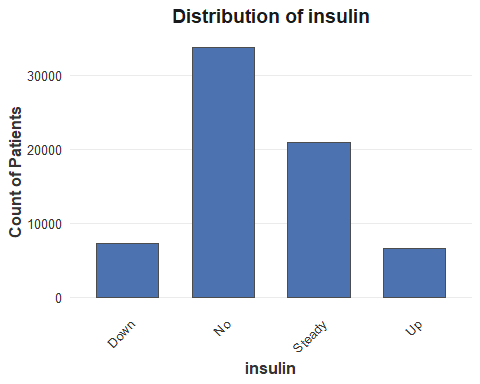 Distribution of insulin
Count of Patients
30000
20000
10000
0
Down
No
Steady
Up
insulin